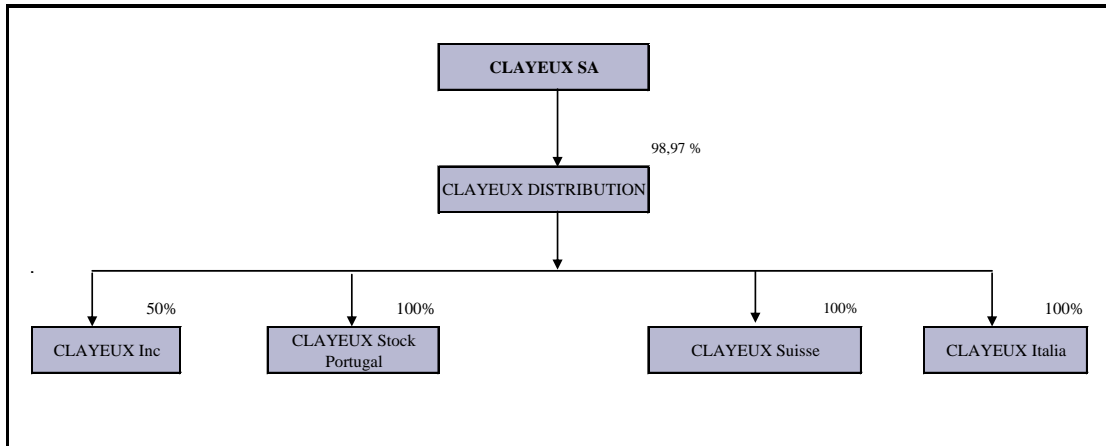 CLAYEUX SA
98,97 %
CLAYEUX DISTRIBUTION
50%
100%
100%
100%
CLAYEUX Inc
CLAYEUX Stock
Portugal
CLAYEUX Suisse
CLAYEUX Italia